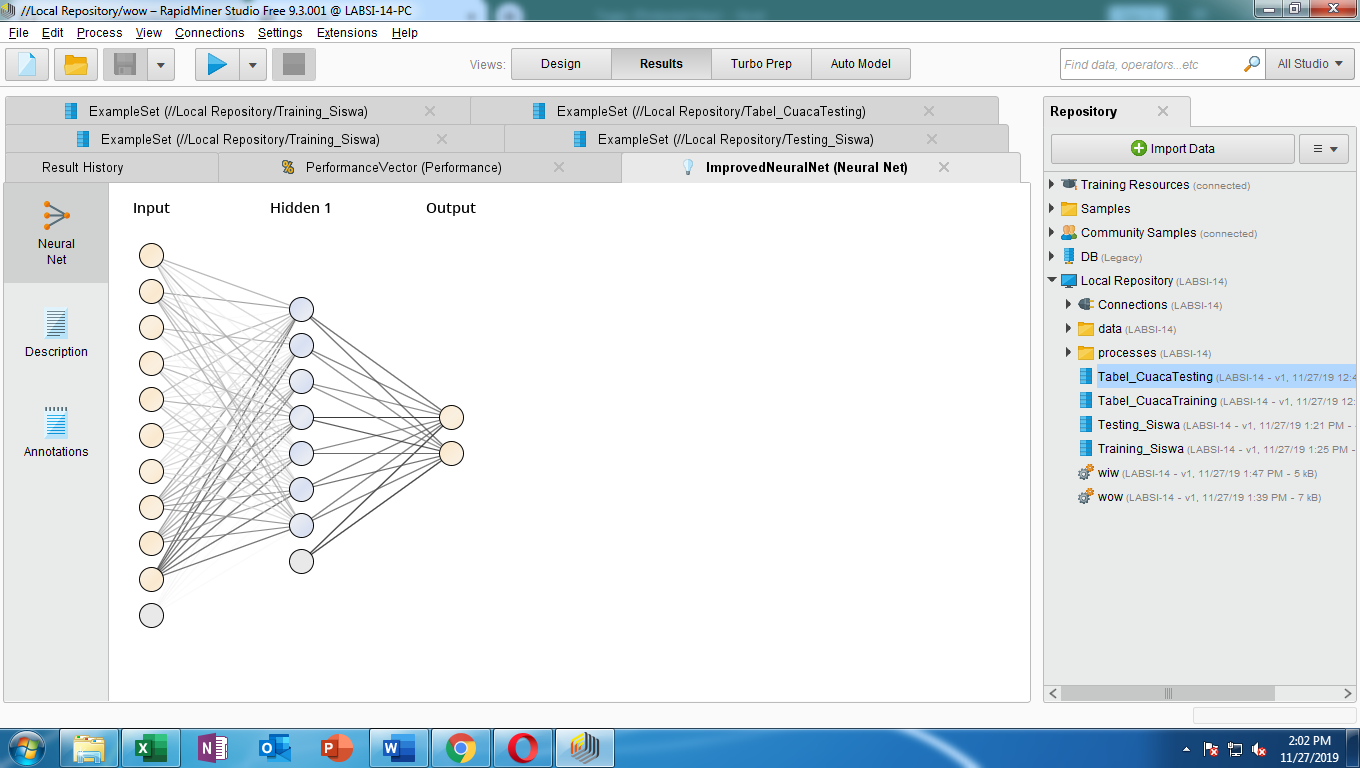 //Local Repository/wow – RapidMiner Studio Free 9.3.001 @ LABSI-14-PC
File Edit Process View Connections Settings Extensions Help
Views: Design Results Turbo Prep Auto Model
Find data, operators...etc
All Studio
ExampleSet (//Local Repository/Training_Siswa)
ExampleSet (//Local Repository/Tabel_CuacaTesting)
ExampleSet (//Local Repository/Training_Siswa)
ExampleSet (//Local Repository/Testing_Siswa)
Result History
PerformanceVector (Performance)
ImprovedNeuralNet (Neural Net)
Neural
Net
Description
Annotations
Input Hidden 1 Output
Repository
Import Data
Training Resources (connected)
Samples
Community Samples (connected)
DB (Legacy)
Local Repository (LABSI-14)
Connections (LABSI-14)
data (LABSI-14)
processes (LABSI-14)
Tabel_CuacaTesting (LABSI-14 – v1, 11/27/19 12:4
Tabel_CuacaTraining (LABSI-14 – v1, 11/27/19 12:
Testing_Siswa (LABSI-14 – v1, 11/27/19 1:21 PM –
Training_Siswa (LABSI-14 – v1, 11/27/19 1:25 PM –
wiw (LABSI-14 – v1, 11/27/19 1:47 PM – 5 kB)
wow (LABSI-14 – v1, 11/27/19 1:39 PM – 7 kB)
2:02 PM
11/27/2019